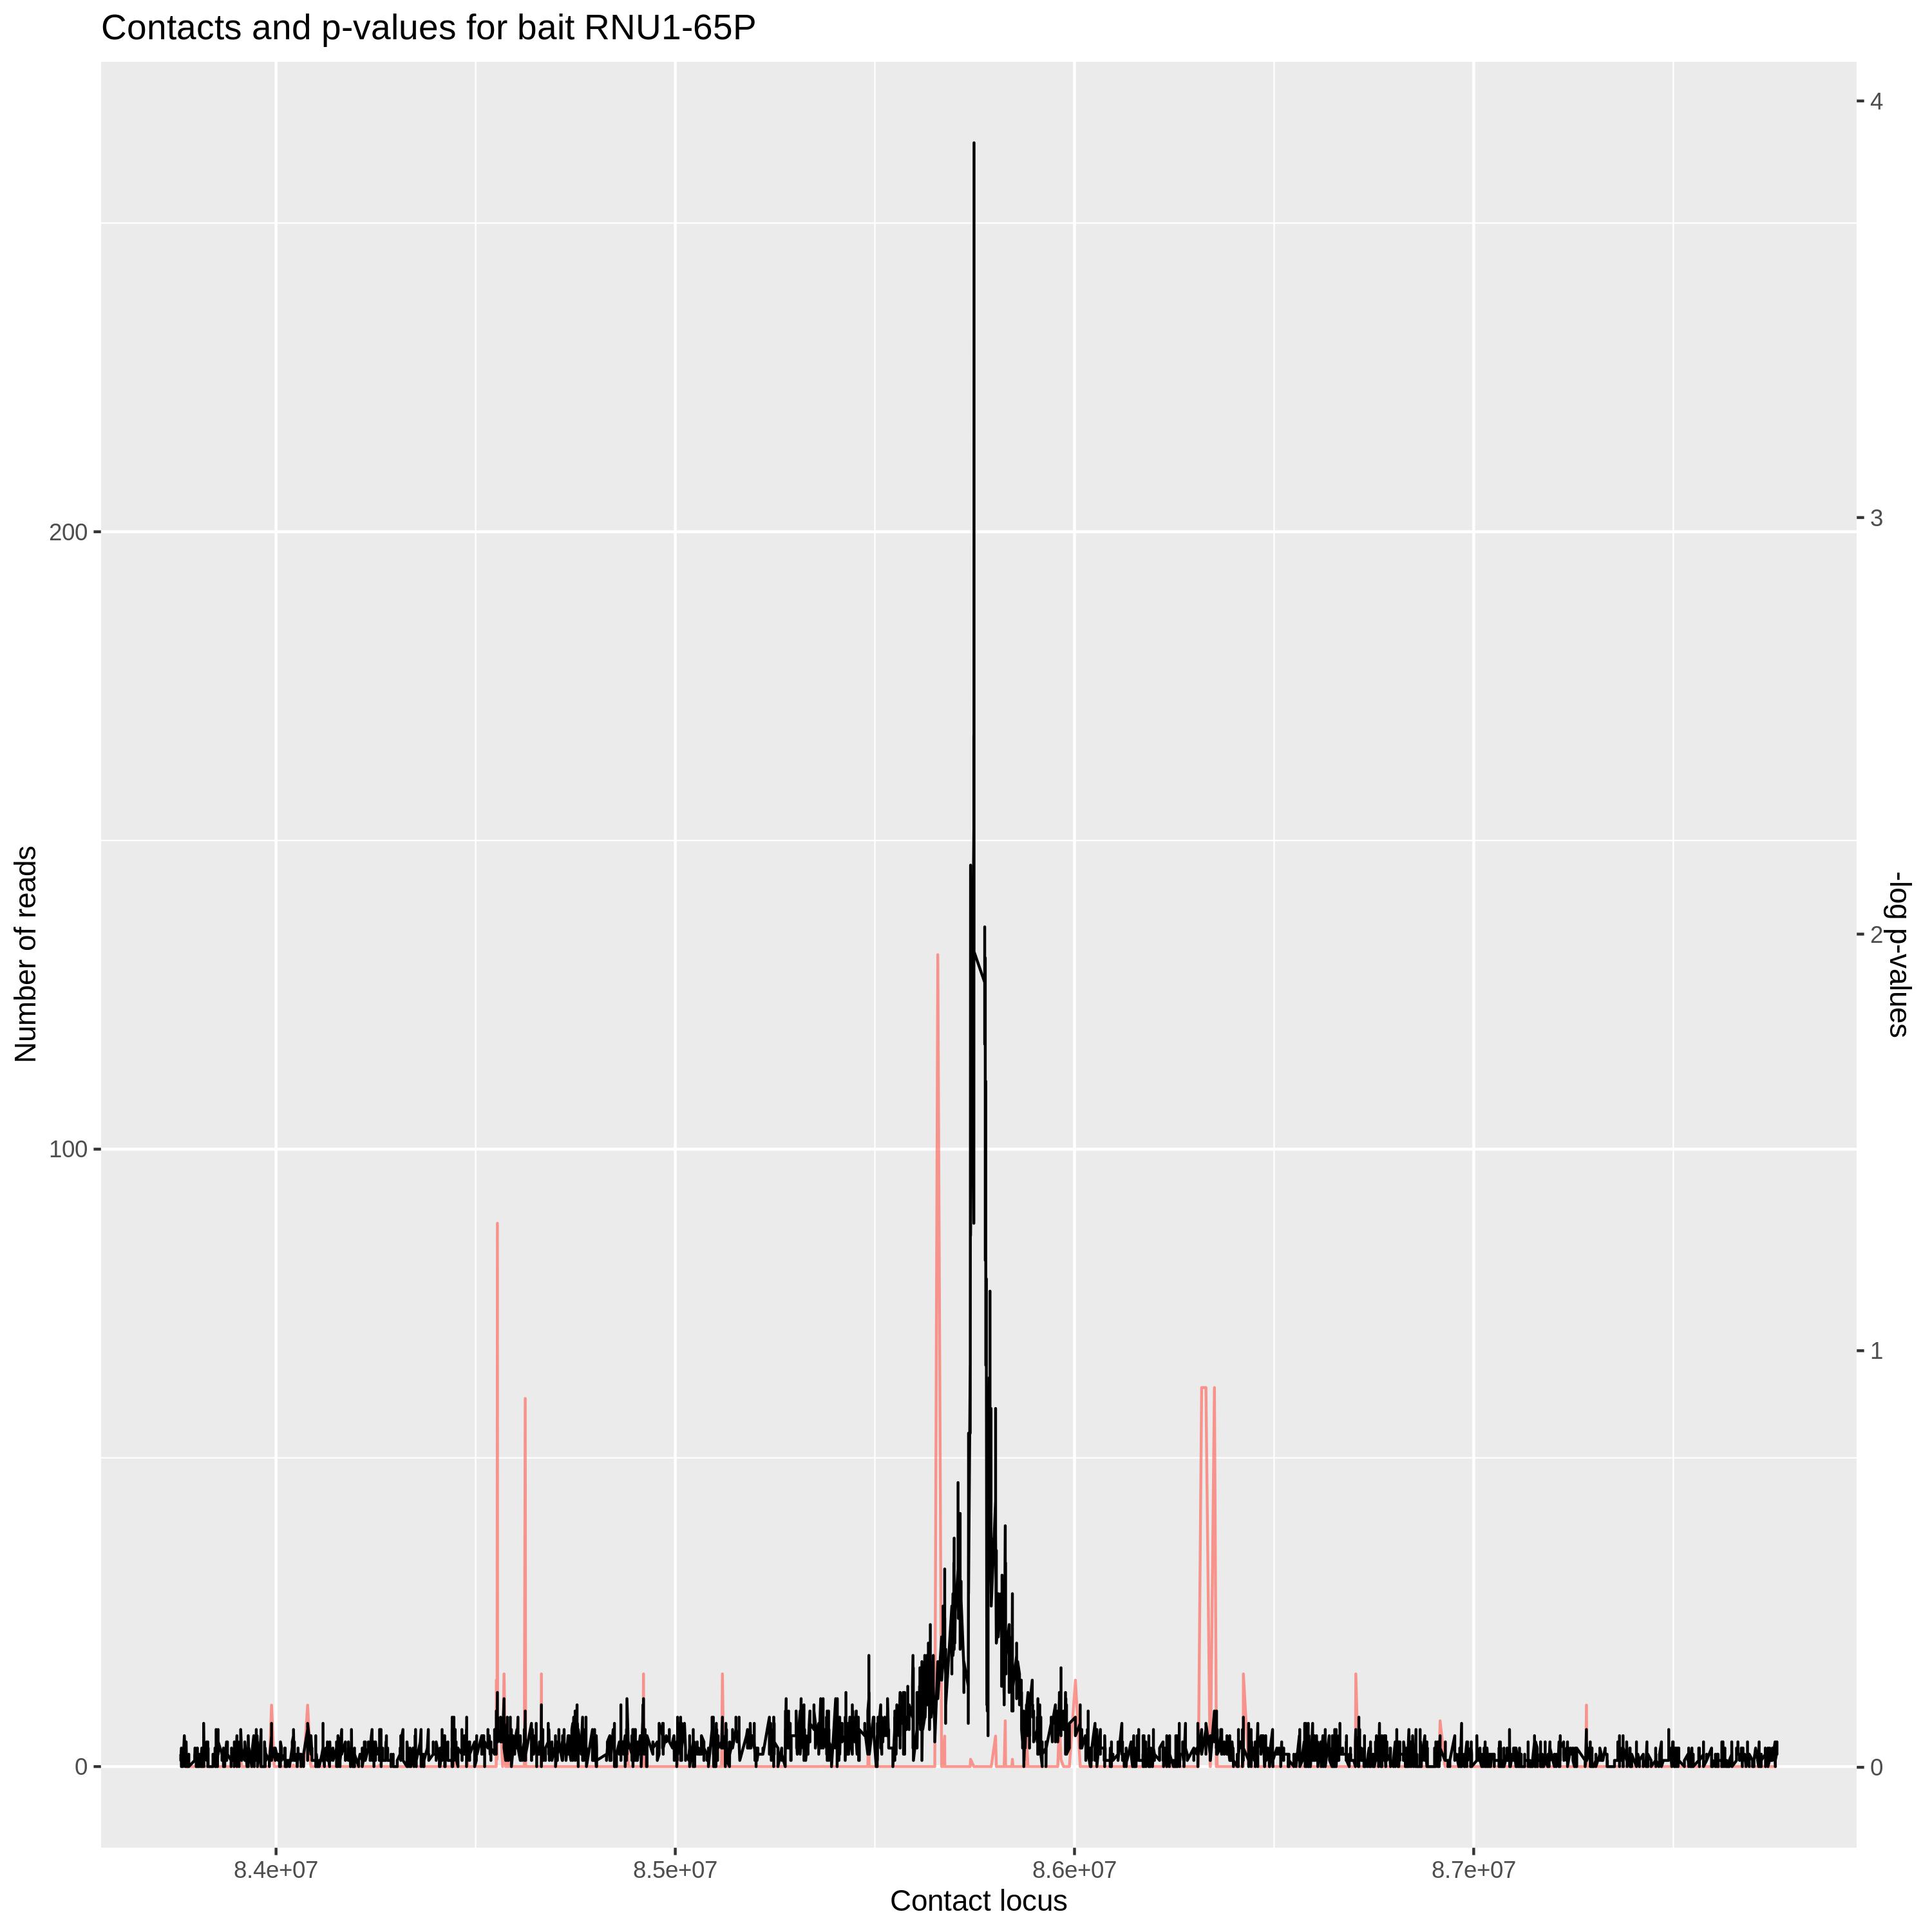 Contacts and p-values for bait RNU1-65P
4
200
3
Number of reads
-log p-values
2
100
1
0
0
8.4e+07
8.5e+07
8.6e+07
8.7e+07
Contact locus